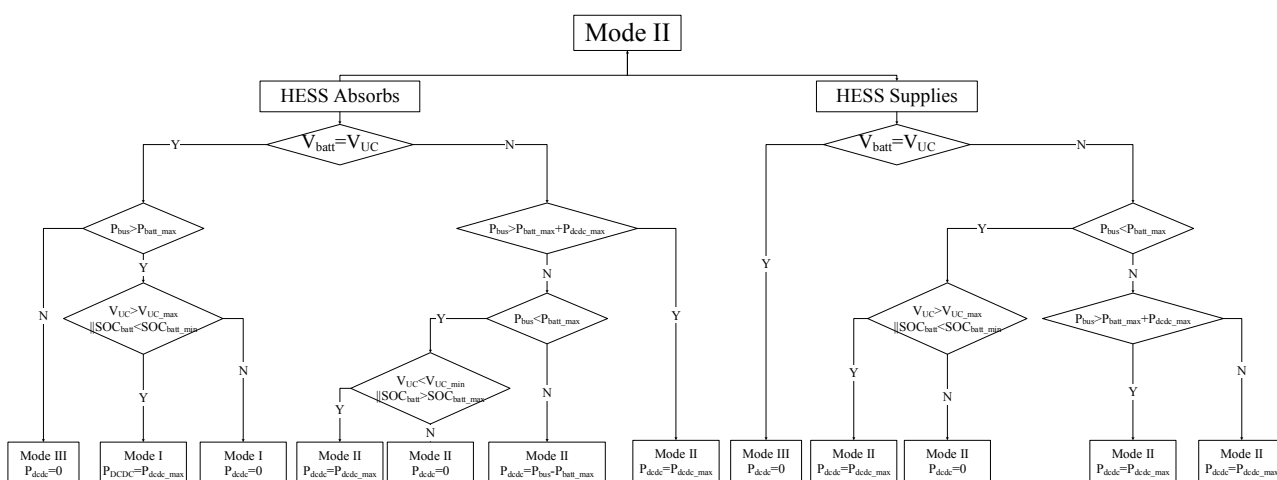 Mode II
HESS Absorbs
HESS Supplies
V_batt=V_UC
V_batt=V_UC
Y
N
Y
N
P_bus>P_batt_max
P_bus>P_batt_max+P_dcdc_max
P_bus<P_batt_max
Y
N
Y
N
Y
N
Y
N
V_UC>V_UC_max
||SOC_batt<SOC_batt_min
P_bus<P_batt_max
V_UC>V_UC_max
||SOC_batt<SOC_batt_min
P_bus>P_batt_max+P_dcdc_max
Y
N
Y
N
V_UC<V_UC_min
||SOC_batt>SOC_batt_max
Y
N
Y
N
Y
N
Mode III
P_dcdc=0
Mode I
P_DCDC=P_dcdc_max
Mode I
P_dcdc=0
Mode II
P_dcdc=P_dcdc_max
Mode II
P_dcdc=0
Mode II
P_dcdc=P_bus-P_batt_max
Mode II
P_dcdc=P_dcdc_max
Mode III
P_dcdc=0
Mode II
P_dcdc=P_dcdc_max
Mode II
P_dcdc=0
Mode II
P_dcdc=P_dcdc_max
Mode II
P_dcdc=P_dcdc_max